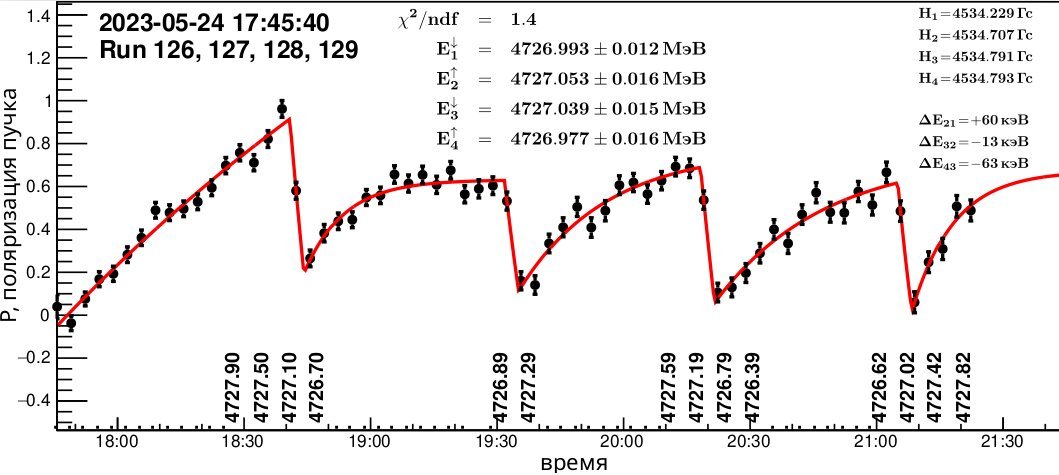 2023-05-24 17:45:40
Run 126, 127, 128, 129
χ²/ndf = 1.4
E₁↓ = 4726.993 ± 0.012 МэВ
E₂↑ = 4727.053 ± 0.016 МэВ
E₃↓ = 4727.039 ± 0.015 МэВ
E₄↑ = 4726.977 ± 0.016 МэВ
H₁=4534.229 Гс
H₂=4534.707 Гс
H₃=4534.791 Гс
H₄=4534.793 Гс
ΔE₂₁=+60 кэВ
ΔE₃₂=−13 кэВ
ΔE₄₃=−63 кэВ
P, поляризация пучка
1.4
1.2
1
0.8
0.6
0.4
0.2
0
−0.2
−0.4
4727.90
4727.50
4727.10
4726.70
4726.89
4727.29
4727.59
4727.19
4726.79
4726.39
4726.62
4727.02
4727.42
4727.82
18:00 18:30 19:00 19:30 20:00 20:30 21:00 21:30
время